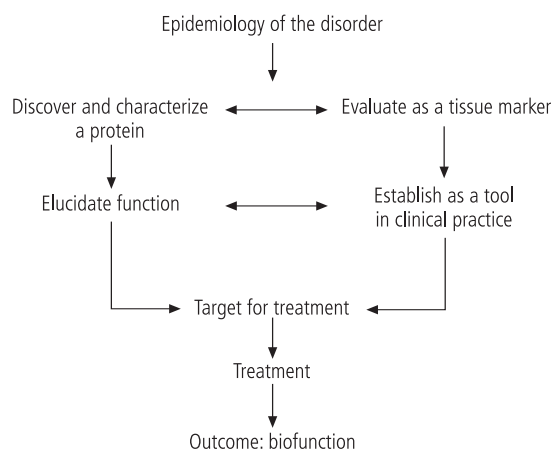 Epidemiology of the disorder
Discover and characterize
a protein
Evaluate as a tissue marker
Elucidate function
Establish as a tool
in clinical practice
Target for treatment
Treatment
Outcome: biofunction